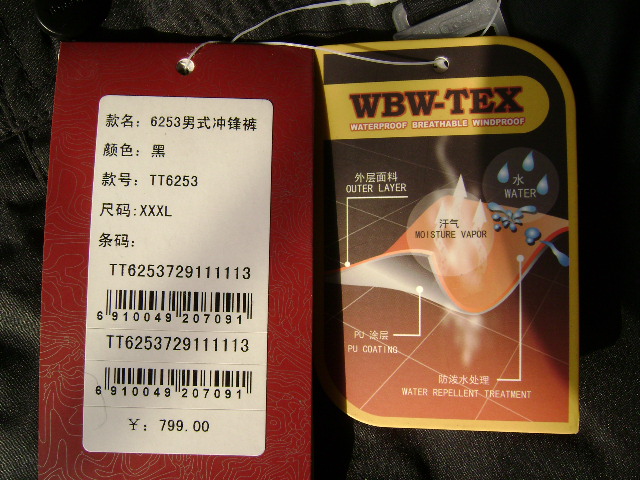 款名: 6253男式冲锋裤
颜色: 黑
款号: TT6253
尺码:XXXL
条码:
TT6253729111113
6 910049 207091
TT6253729111113
6 910049 207091
¥: 799.00
WBW-TEX
WATERPROOF BREATHABLE WINDPROOF
外层面料
OUTER LAYER
水
WATER
汗气
MOISTURE VAPOR
PU 涂层
PU COATING
防泼水处理
WATER REPELLENT TREATMENT